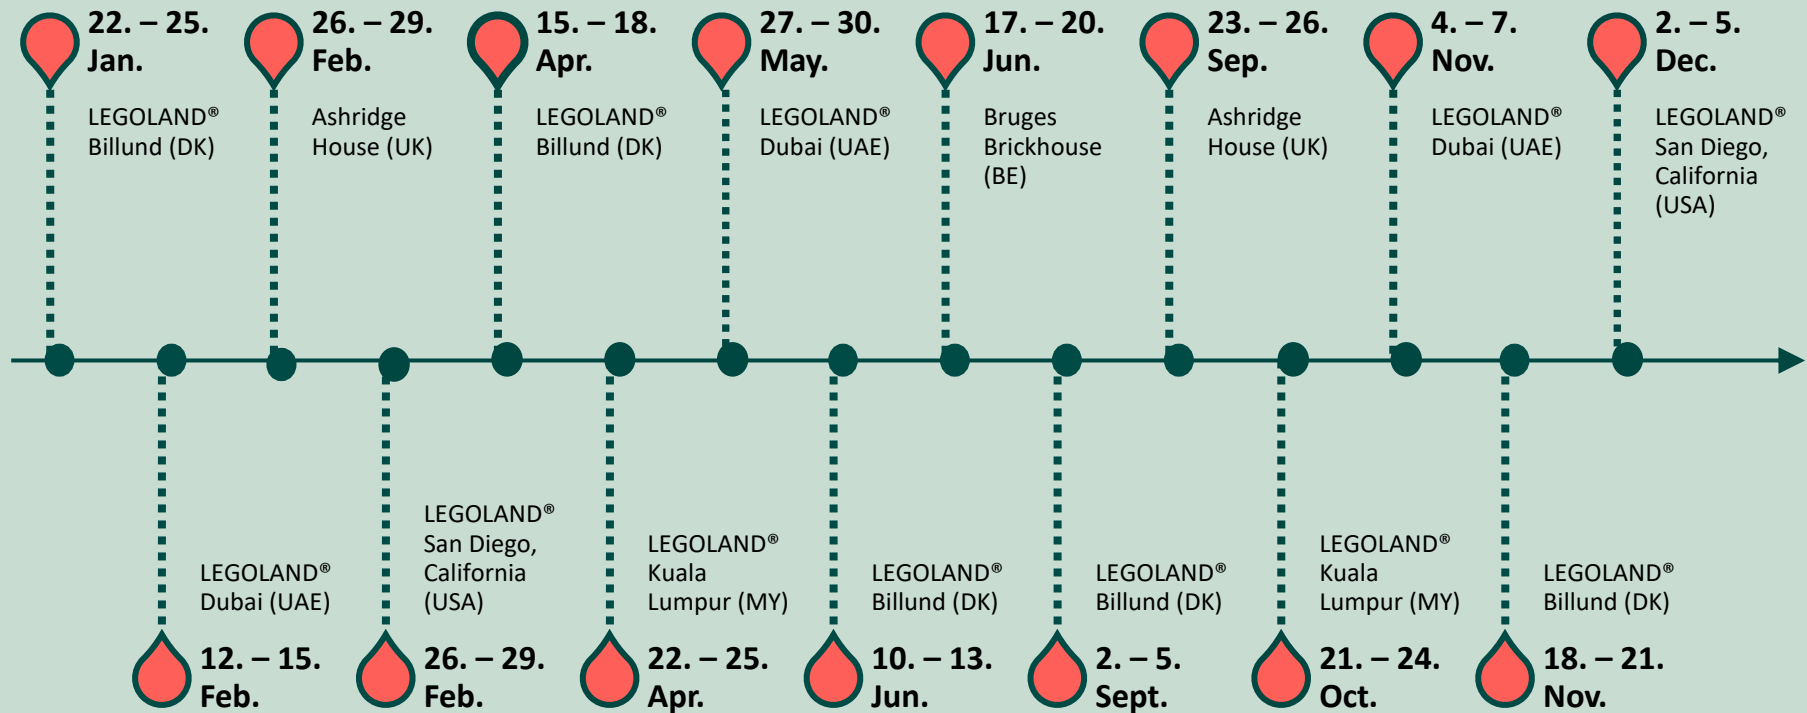 22. – 25.
Jan.
LEGOLAND®
Billund (DK)
26. – 29.
Feb.
Ashridge
House (UK)
15. – 18.
Apr.
LEGOLAND®
Billund (DK)
27. – 30.
May.
LEGOLAND®
Dubai (UAE)
17. – 20.
Jun.
Bruges
Brickhouse
(BE)
23. – 26.
Sep.
Ashridge
House (UK)
4. – 7.
Nov.
LEGOLAND®
Dubai (UAE)
2. – 5.
Dec.
LEGOLAND®
San Diego,
California
(USA)
LEGOLAND®
Dubai (UAE)
12. – 15.
Feb.
LEGOLAND®
San Diego,
California
(USA)
26. – 29.
Feb.
LEGOLAND®
Kuala
Lumpur (MY)
22. – 25.
Apr.
LEGOLAND®
Billund (DK)
10. – 13.
Jun.
LEGOLAND®
Billund (DK)
2. – 5.
Sept.
LEGOLAND®
Kuala
Lumpur (MY)
21. – 24.
Oct.
LEGOLAND®
Billund (DK)
18. – 21.
Nov.